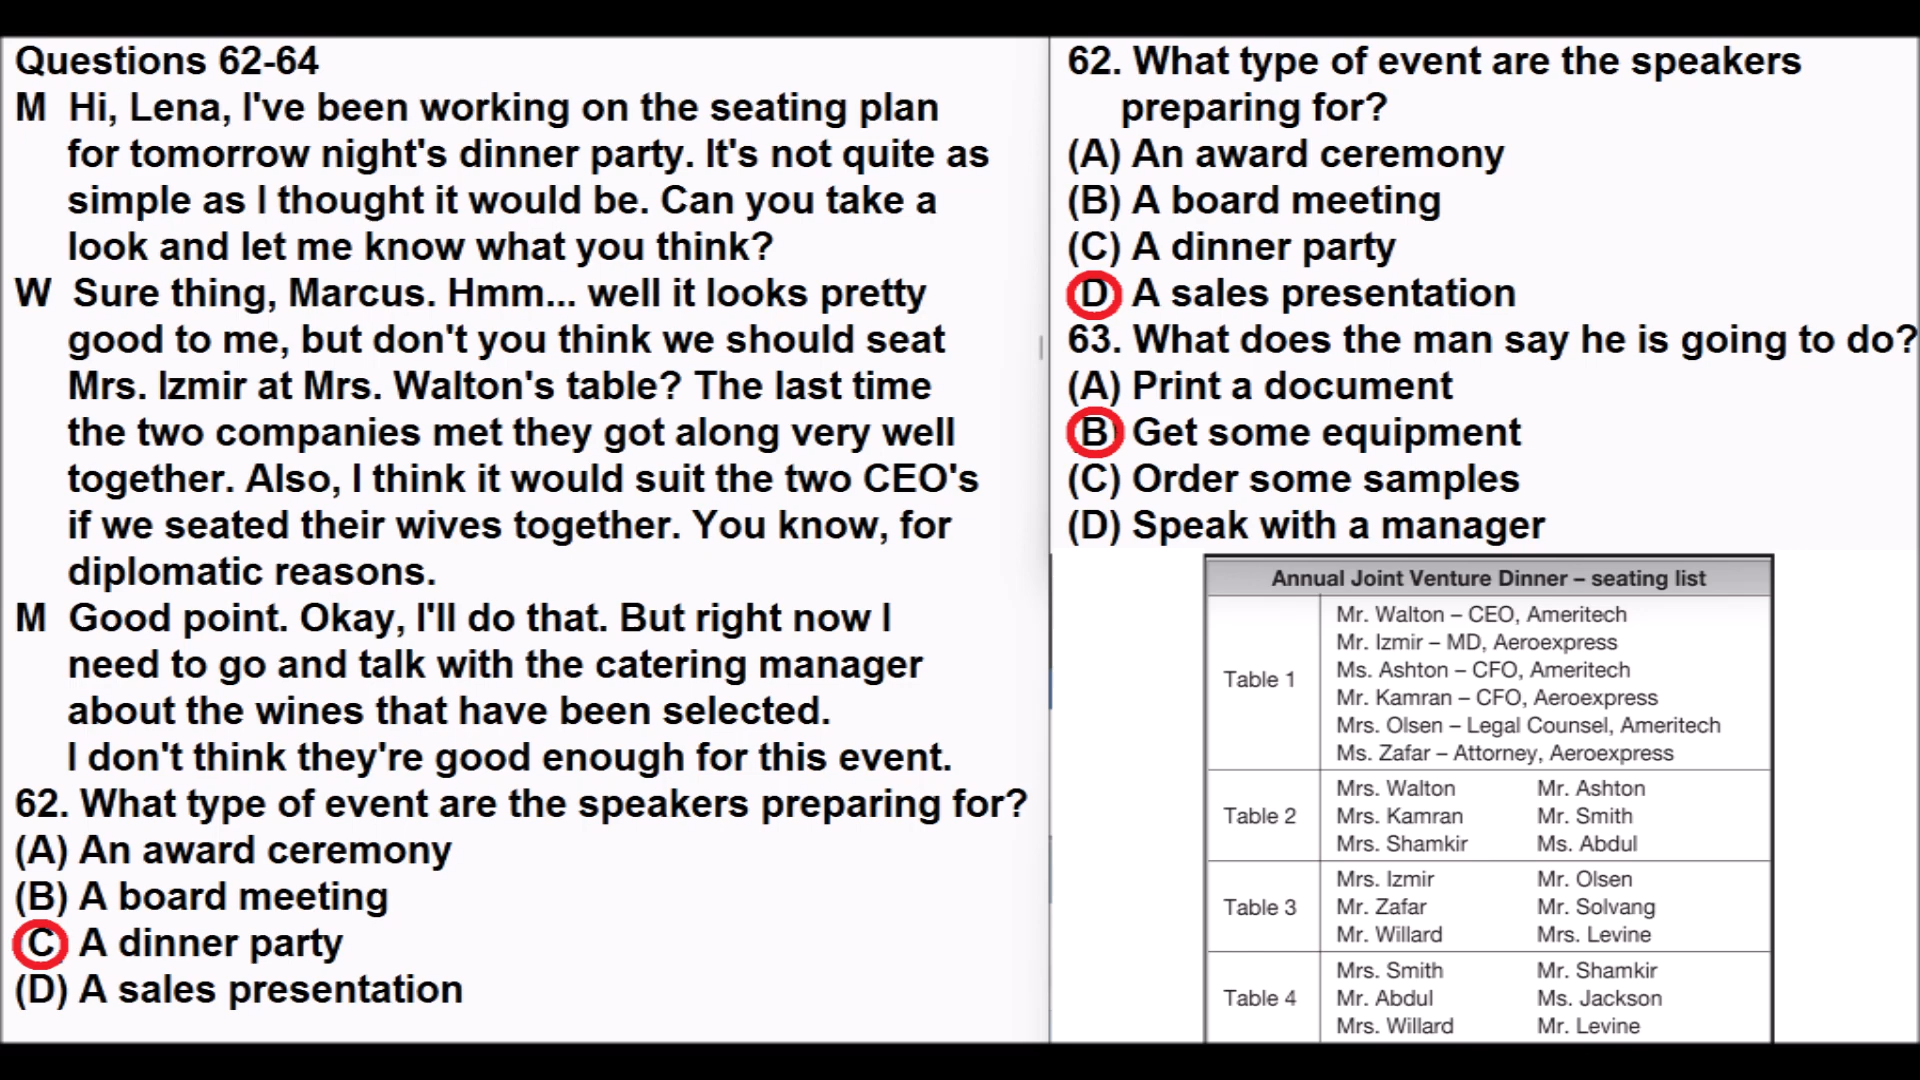 Questions 62-64
M Hi, Lena, I've been working on the seating plan
for tomorrow night's dinner party. It's not quite as
simple as I thought it would be. Can you take a
look and let me know what you think?
W Sure thing, Marcus. Hmm... well it looks pretty
good to me, but don't you think we should seat
Mrs. Izmir at Mrs. Walton's table? The last time
the two companies met they got along very well
together. Also, I think it would suit the two CEO's
if we seated their wives together. You know, for
diplomatic reasons.
M Good point. Okay, I'll do that. But right now I
need to go and talk with the catering manager
about the wines that have been selected.
I don't think they're good enough for this event.
62. What type of event are the speakers preparing for?
(A) An award ceremony
(B) A board meeting
C A dinner party
(D) A sales presentation
62. What type of event are the speakers
preparing for?
(A) An award ceremony
(B) A board meeting
(C) A dinner party
D A sales presentation
63. What does the man say he is going to do?
(A) Print a document
B Get some equipment
(C) Order some samples
(D) Speak with a manager
Annual Joint Venture Dinner – seating list
Table 1
Mr. Walton – CEO, Ameritech
Mr. Izmir – MD, Aeroexpress
Ms. Ashton – CFO, Ameritech
Mr. Kamran – CFO, Aeroexpress
Mrs. Olsen – Legal Counsel, Ameritech
Ms. Zafar – Attorney, Aeroexpress
Table 2
Mrs. Walton Mr. Ashton
Mrs. Kamran Mr. Smith
Mrs. Shamkir Ms. Abdul
Table 3
Mrs. Izmir Mr. Olsen
Mr. Zafar Mr. Solvang
Mr. Willard Mrs. Levine
Table 4
Mrs. Smith Mr. Shamkir
Mr. Abdul Ms. Jackson
Mrs. Willard Mr. Levine